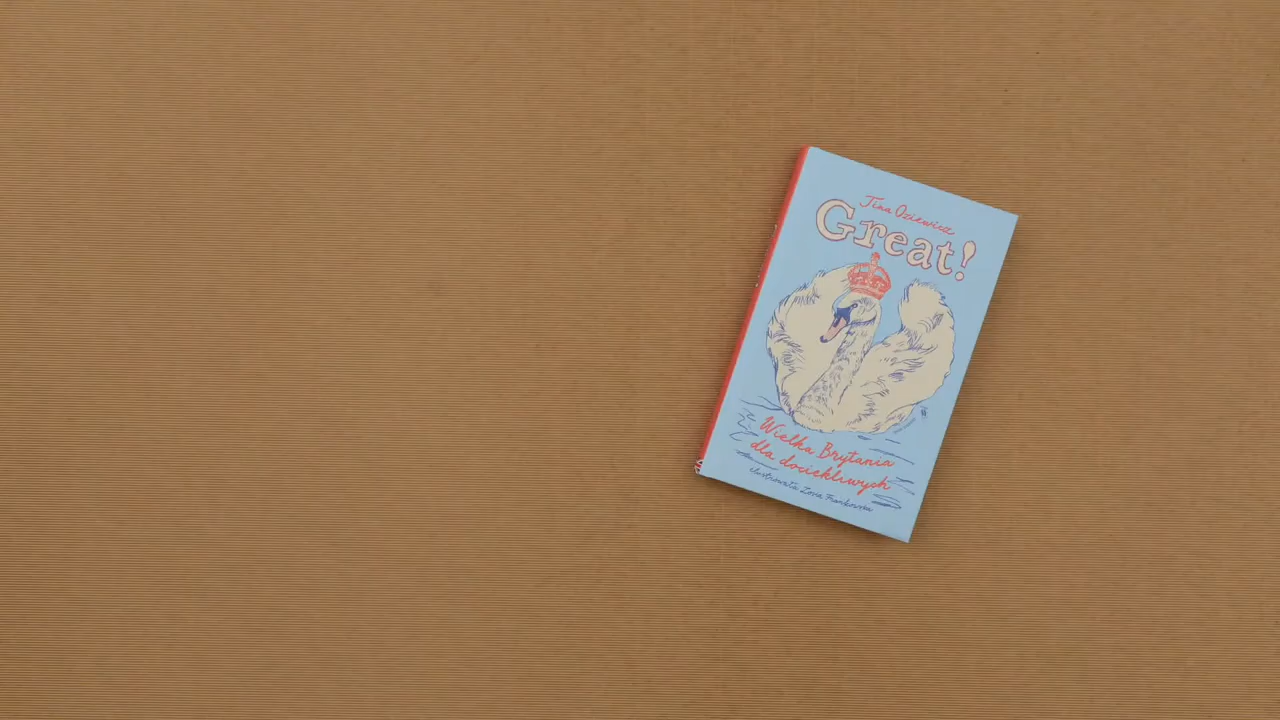 Tina Oziewicz
Great!
Wielka Brytania
dla dociekliwych
ilustrowała Zosia Frankowska